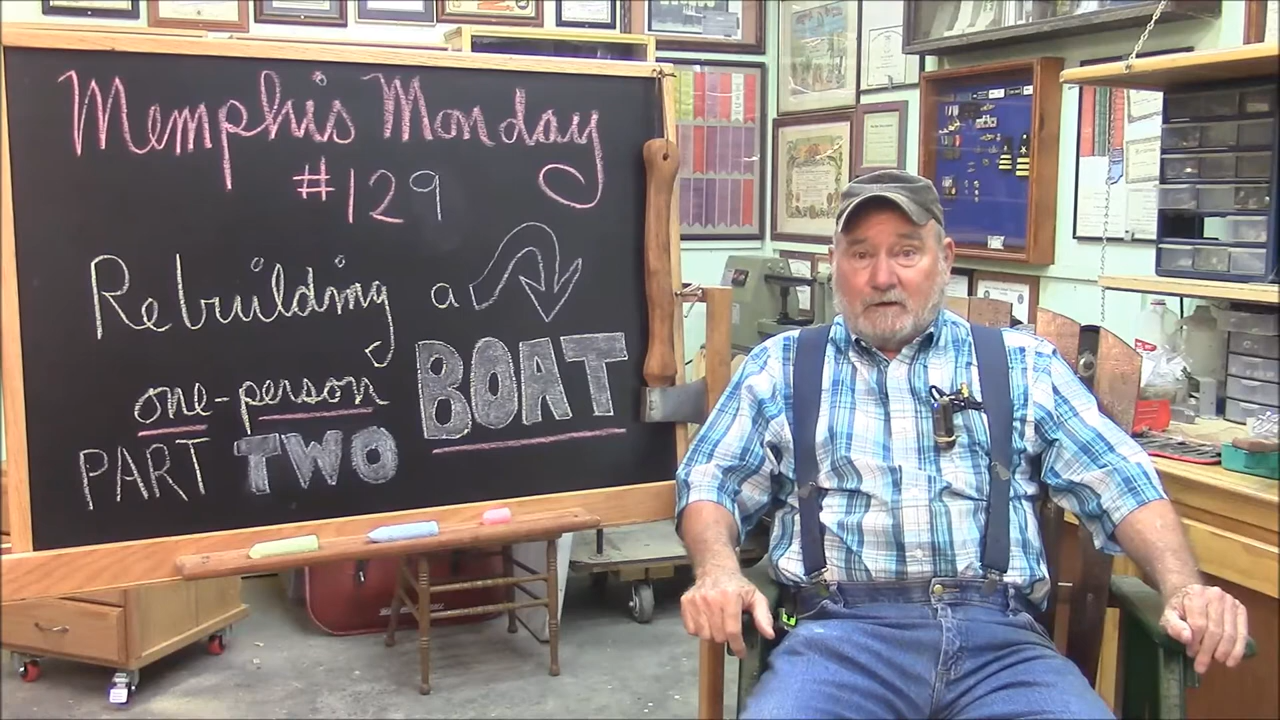 Memphis Monday
#129
Rebuilding a
one-person BOAT
PART TWO